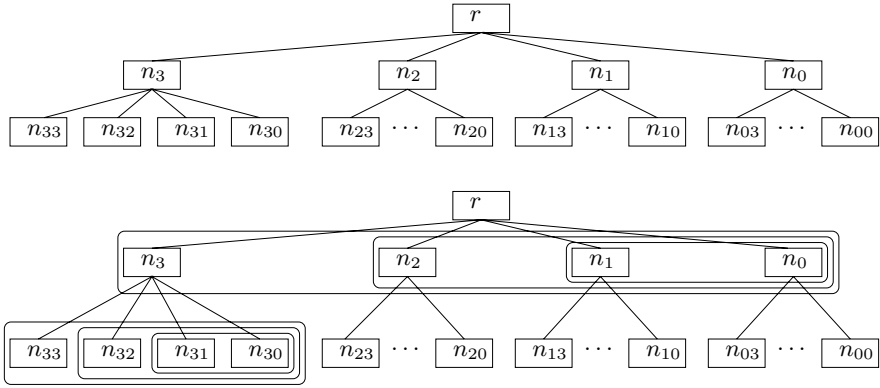 r
n₃ n₂ n₁ n₀
n₃₃ n₃₂ n₃₁ n₃₀ n₂₃ ··· n₂₀ n₁₃ ··· n₁₀ n₀₃ ··· n₀₀
r
n₃ n₂ n₁ n₀
n₃₃ n₃₂ n₃₁ n₃₀ n₂₃ ··· n₂₀ n₁₃ ··· n₁₀ n₀₃ ··· n₀₀